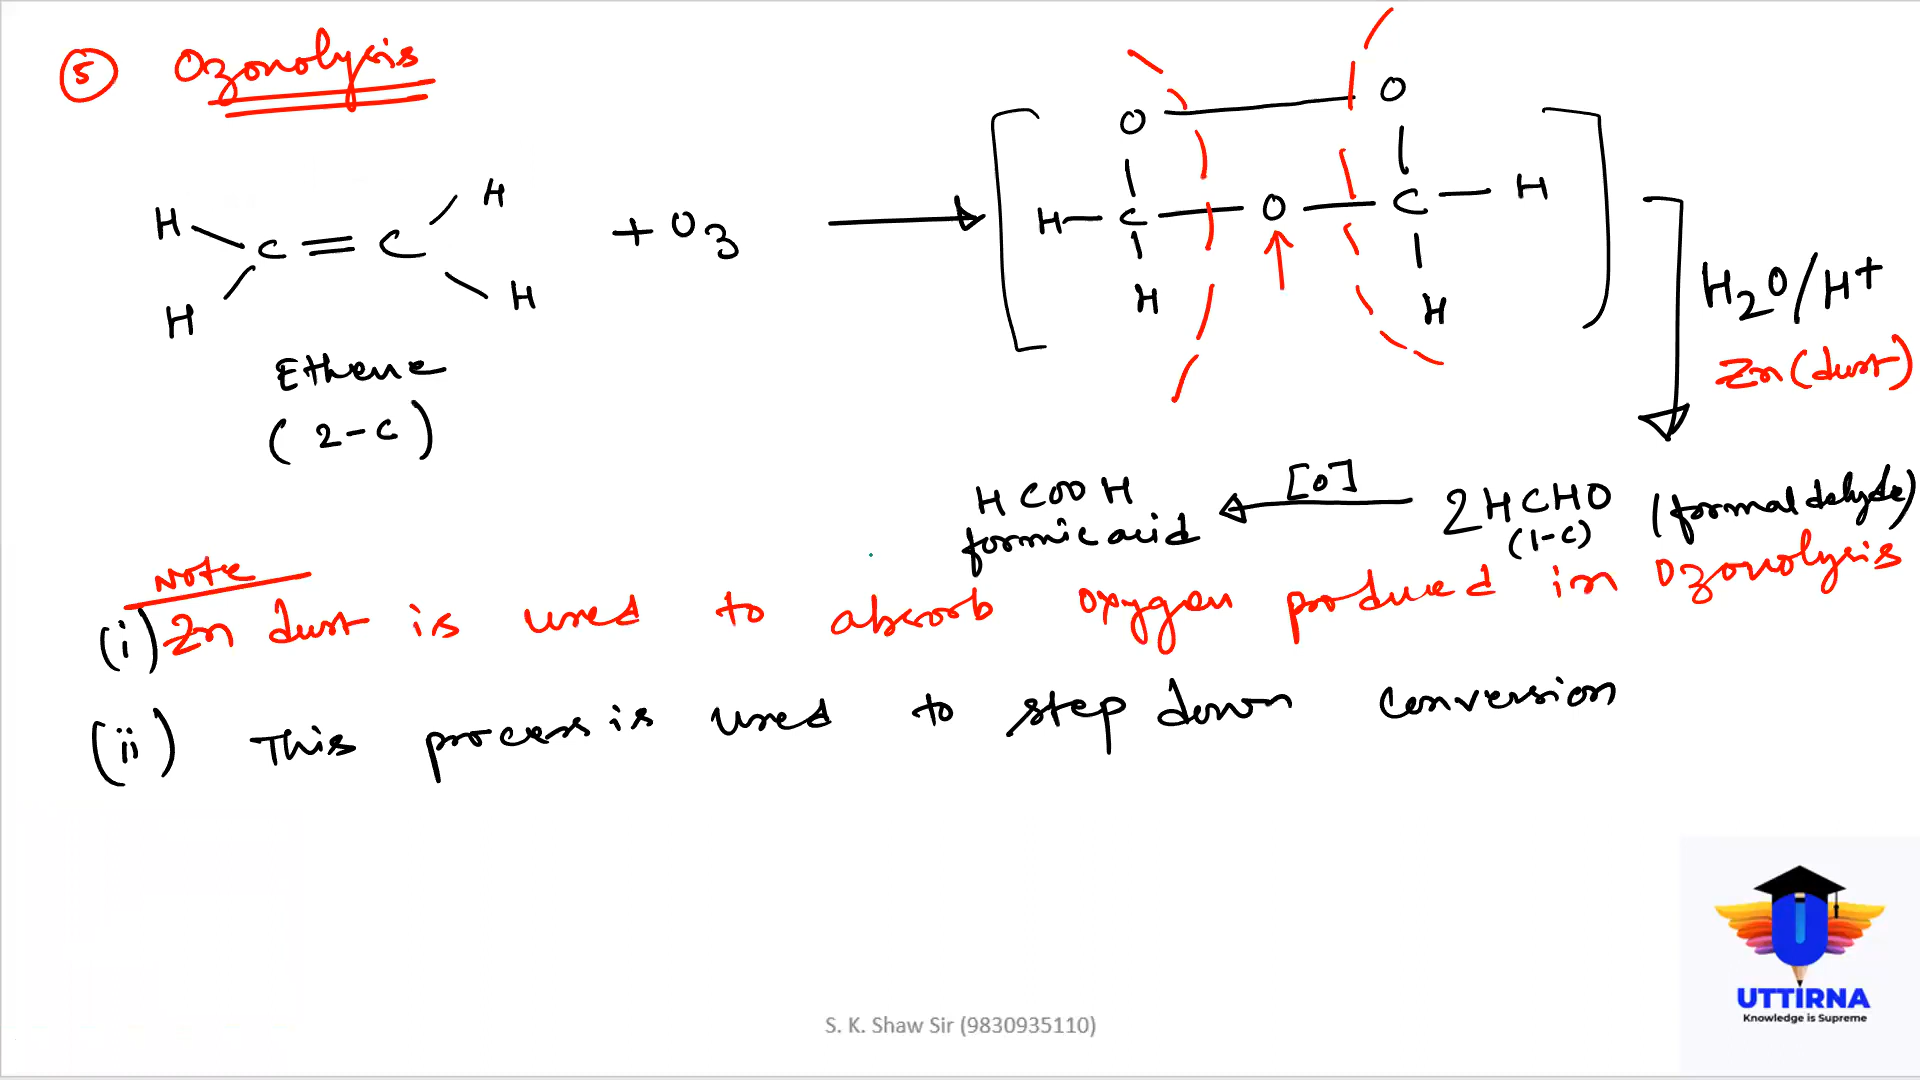 5 Ozonolysis
H H
C = C + O3
H H
Ethene
(2-C)
O O
H C O C H
H H
H2O/H+
Zn (dust)
HCOOH [O] 2HCHO (formaldehyde)
formic acid (1-C)
Note
(i) Zn dust is used to absorb oxygen produced in Ozonolysis
(ii) This process is used to step down conversion
UTTIRNA
Knowledge is Supreme
S. K. Shaw Sir (9830935110)